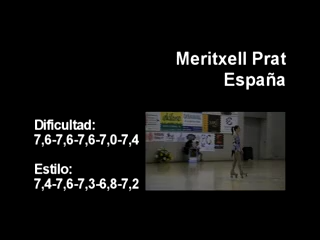 Meritxell Prat
España
Dificultad:
7,6-7,6-7,6-7,0-7,4
Estilo:
7,4-7,6-7,3-6,8-7,2